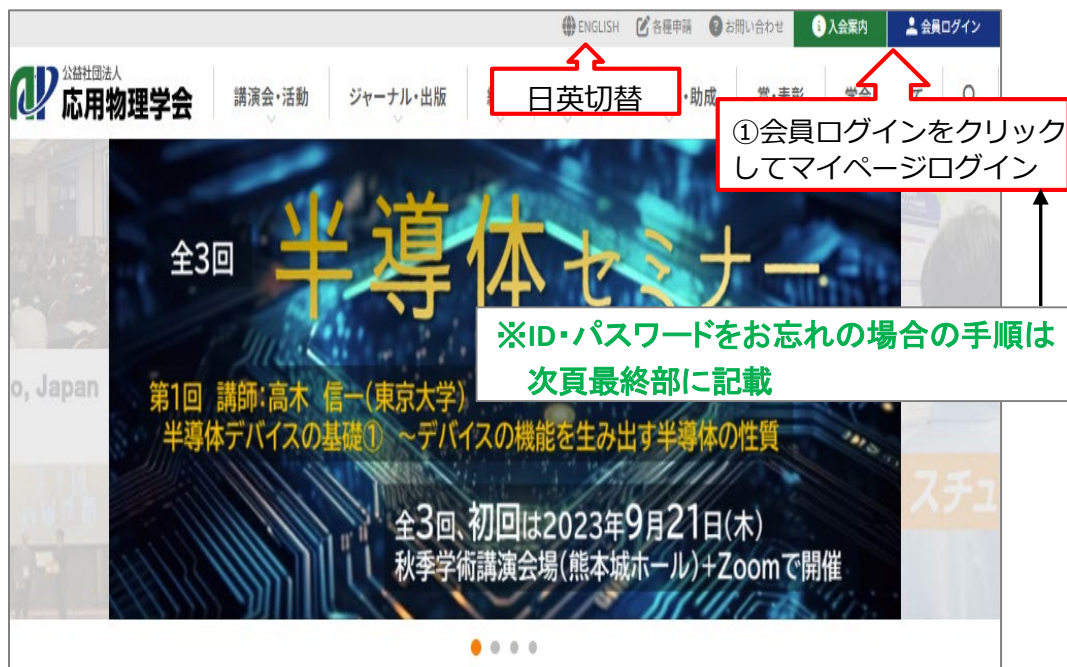 ENGLISH 各種申請 お問い合わせ 入会案内 会員ログイン
公益社団法人
応用物理学会
講演会・活動 ジャーナル・出版 ・助成 賞・表彰 学会 て
日英切替
①会員ログインをクリック
してマイページログイン
全3回 半導体セミナー
※ID・パスワードをお忘れの場合の手順は
次頁最終部に記載
o, Japan
第1回 講師:高木 信一(東京大学)
半導体デバイスの基礎① ~デバイスの機能を生み出す半導体の性質
スチュ
全3回、初回は2023年9月21日(木)
秋季学術講演会場(熊本城ホール)+Zoomで開催